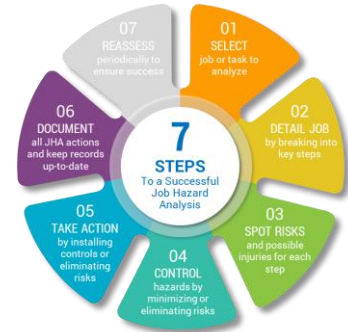 7
STEPS
To a Successful
Job Hazard
Analysis
01
SELECT
job or task to
analyze
02
DETAIL JOB
by breaking into
key steps
03
SPOT RISKS
and possible
injuries for each
step
04
CONTROL
hazards by
minimizing or
eliminating risks
05
TAKE ACTION
by installing
controls or
eliminating
risks
06
DOCUMENT
all JHA actions
and keep records
up-to-date
07
REASSESS
periodically to
ensure success